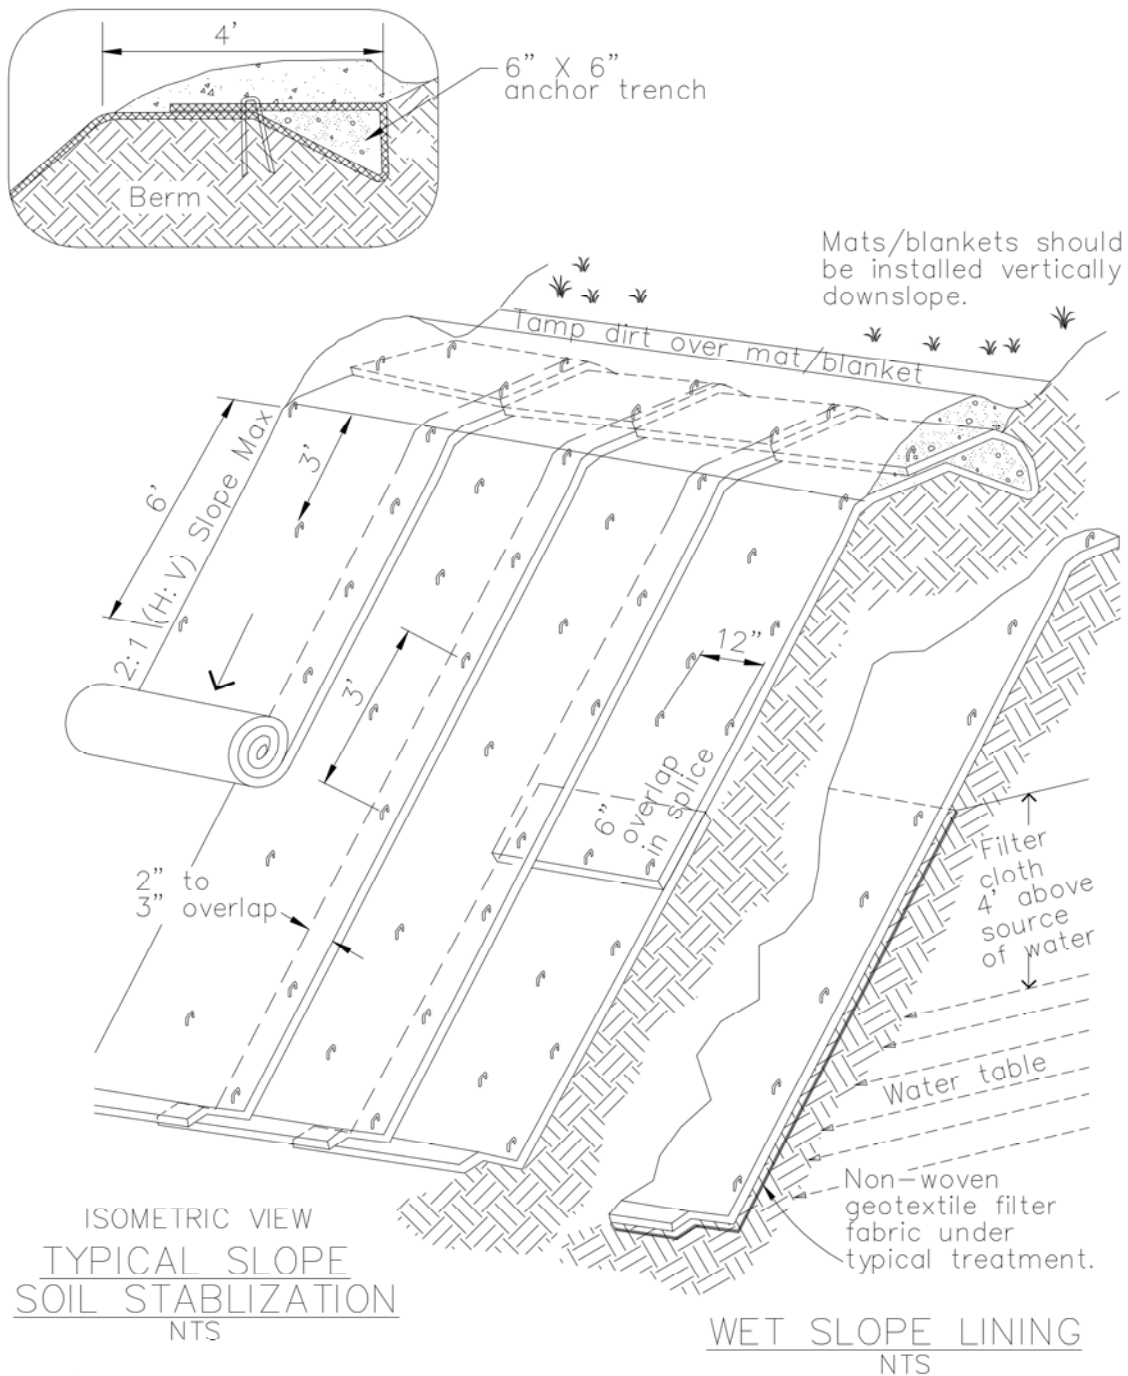 4'
6" X 6"
anchor trench
Berm
Mats/blankets should
be installed vertically
downslope.
Tamp dirt over mat/blanket
6'
2:1 (H:V) Slope Max
3'
3'
12"
6"
overlap
in splice
2" to
3" overlap
Filter
cloth
4' above
source
of water
Water table
Non-woven
geotextile filter
fabric under
typical treatment.
ISOMETRIC VIEW
TYPICAL SLOPE
SOIL STABLIZATION
NTS
WET SLOPE LINING
NTS